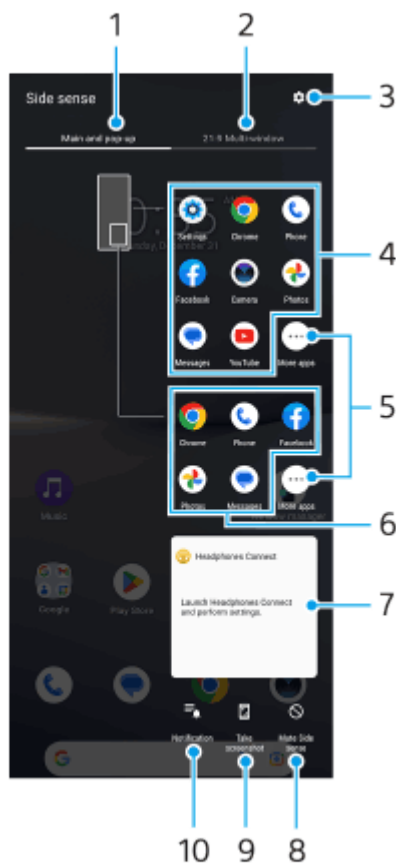 1
2
Side sense
3
Main and pop-up
21:9 Multi-window
Settings
Chrome
Phone
4
Facebook
Camera
Photos
Messages
YouTube
More apps
5
Chrome
Phone
Facebook
Photos
Messages
More apps
6
Music
Headphones Connect
Google
Play Store
Launch Headphones Connect
and perform settings.
7
Notification
Take
screenshot
Mute Side
sense
10
9
8